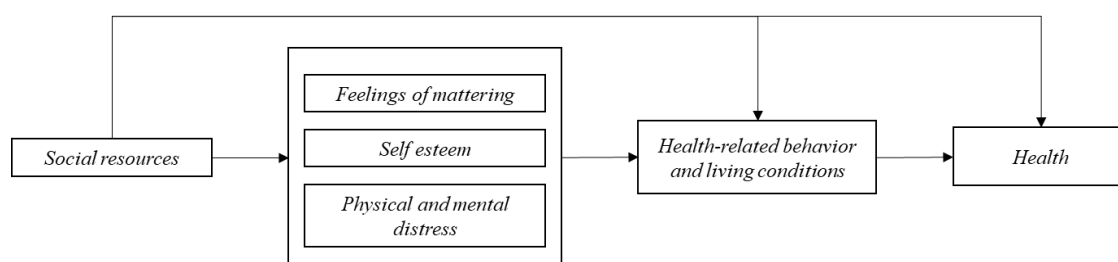 Feelings of mattering
Social resources
Self esteem
Health-related behavior
and living conditions
Health
Physical and mental
distress